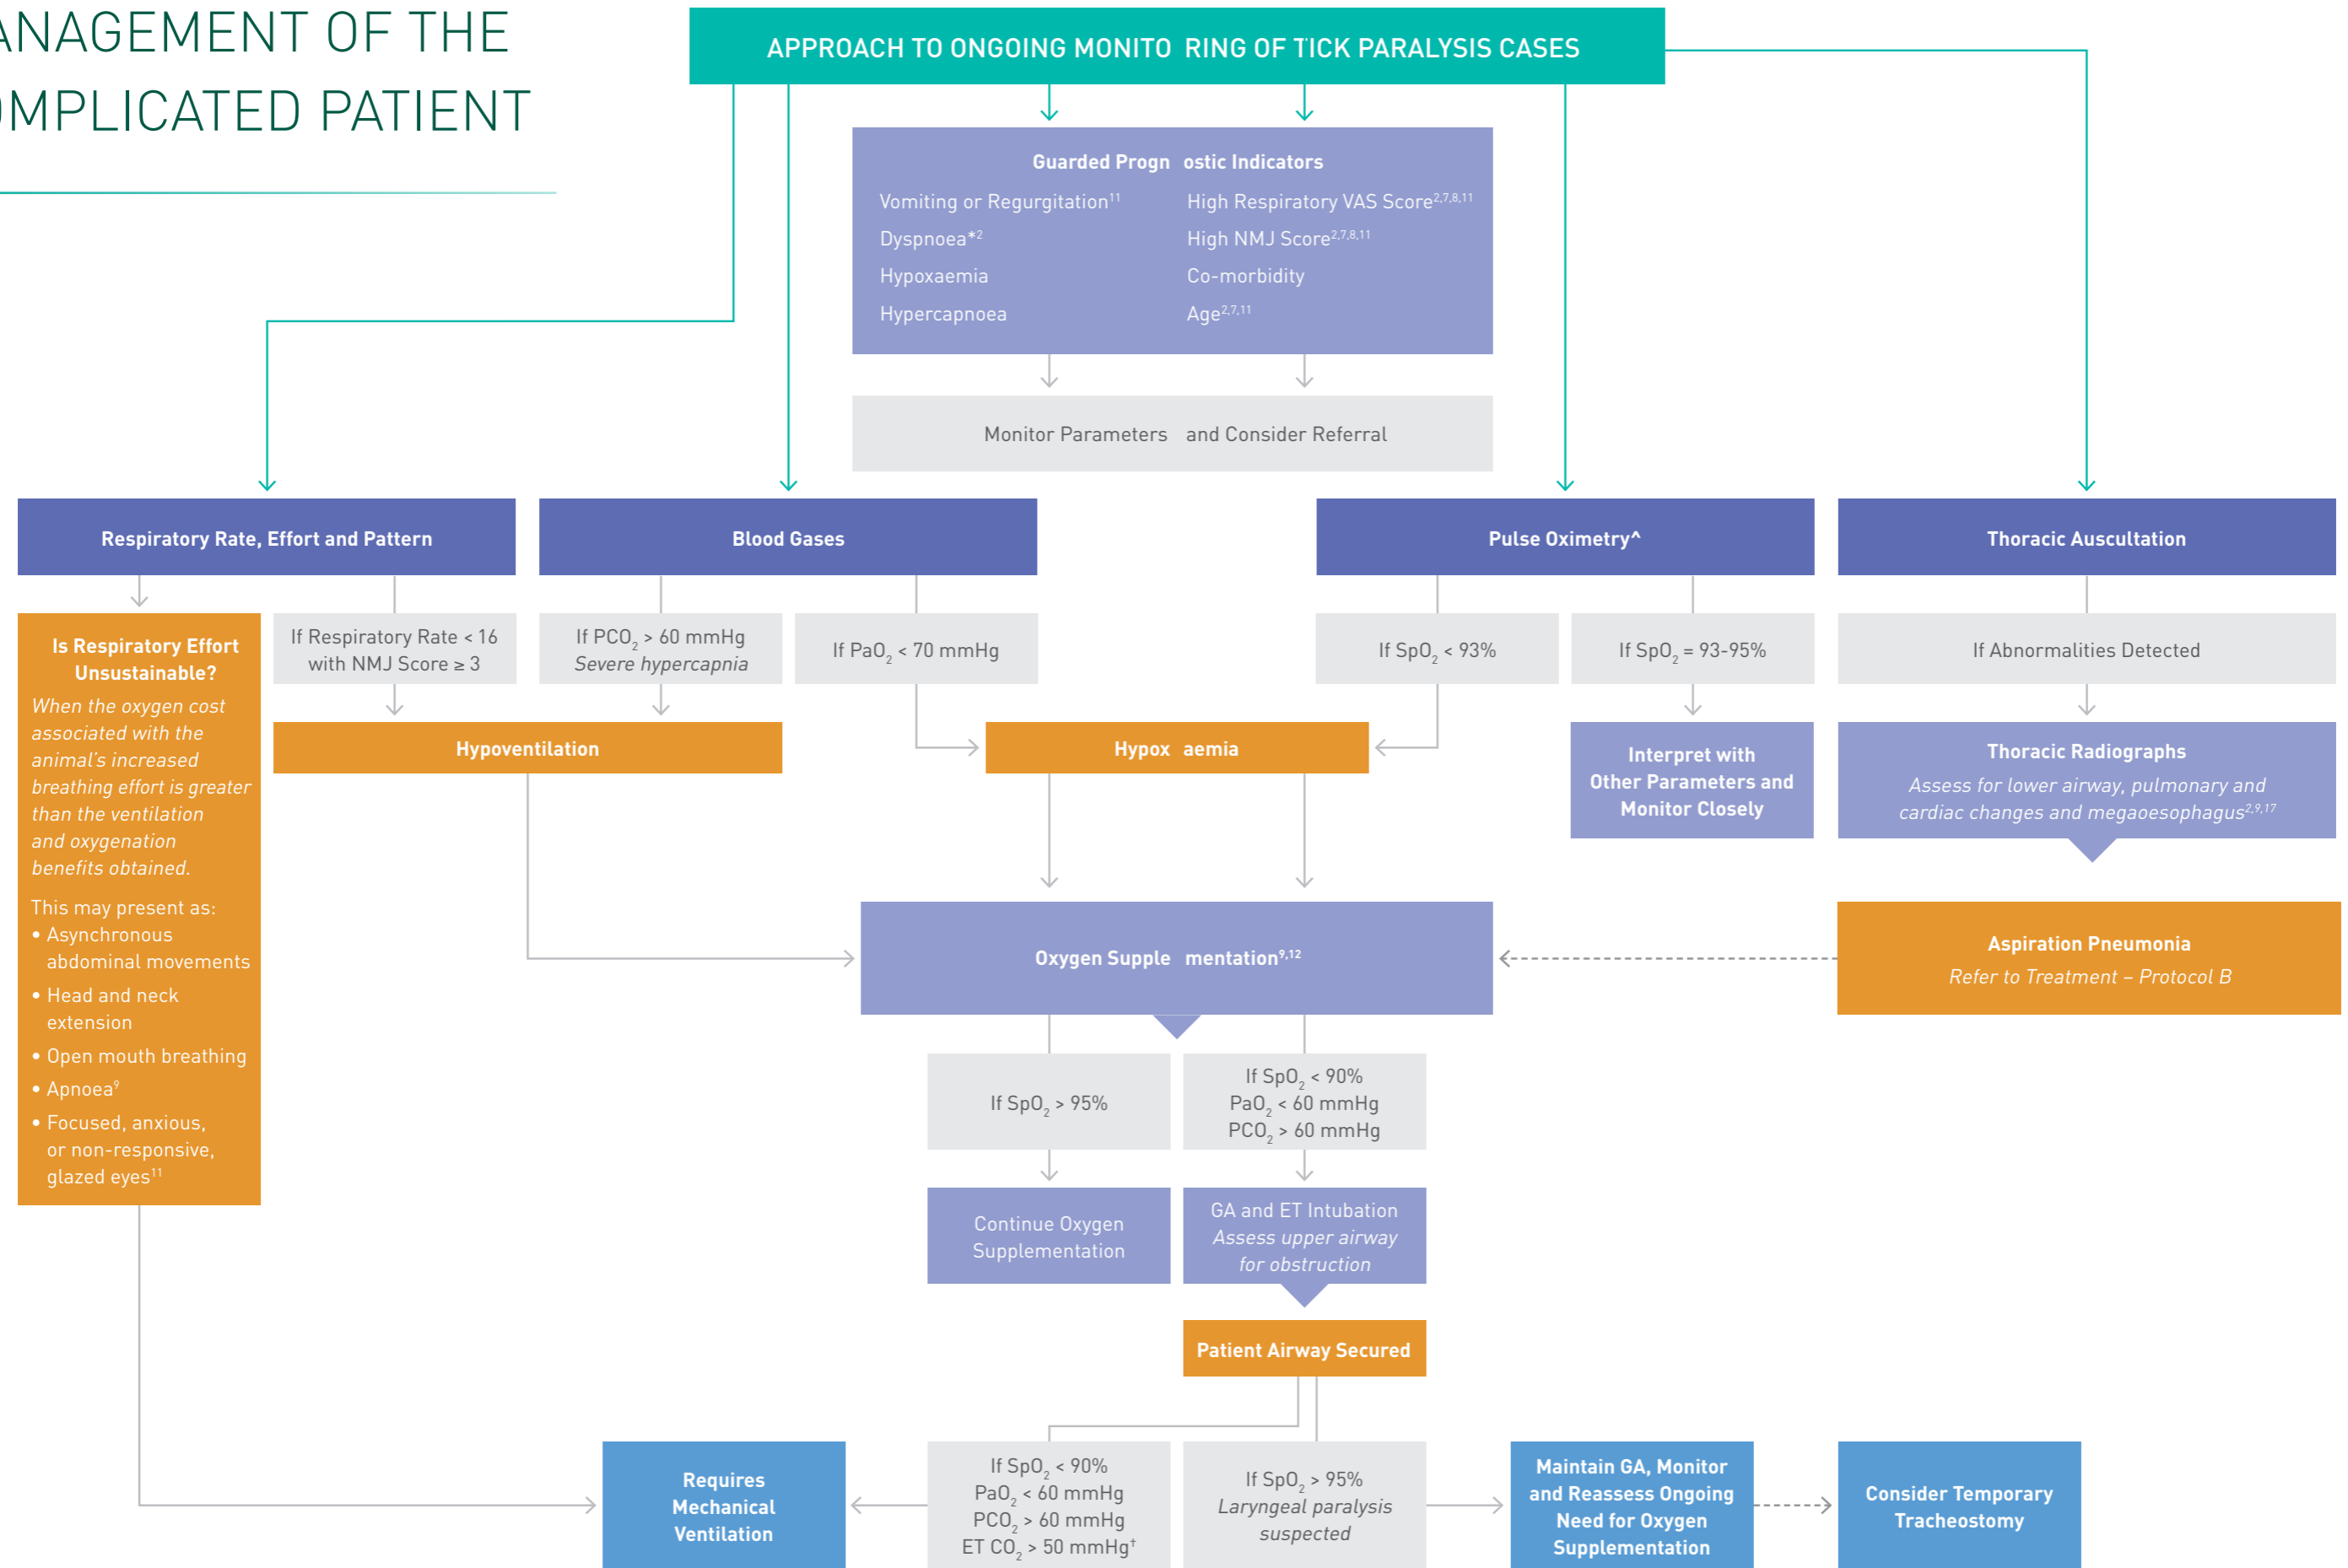 ANAGEMENT OF THE
OMPLICATED PATIENT
APPROACH TO ONGOING MONITO RING OF TICK PARALYSIS CASES
Guarded Progn ostic Indicators
Vomiting or Regurgitation11
Dyspnoea*2
Hypoxaemia
Hypercapnoea
High Respiratory VAS Score2,7,8,11
High NMJ Score2,7,8,11
Co-morbidity
Age2,7,11
Monitor Parameters and Consider Referral
Respiratory Rate, Effort and Pattern
Blood Gases
Pulse Oximetry^
Thoracic Auscultation
Is Respiratory Effort
Unsustainable?
When the oxygen cost
associated with the
animal's increased
breathing effort is greater
than the ventilation
and oxygenation
benefits obtained.
This may present as:
• Asynchronous
abdominal movements
• Head and neck
extension
• Open mouth breathing
• Apnoea9
• Focused, anxious,
or non-responsive,
glazed eyes11
If Respiratory Rate < 16
with NMJ Score ≥ 3
If PCO2 > 60 mmHg
Severe hypercapnia
If PaO2 < 70 mmHg
If SpO2 < 93%
If SpO2 = 93-95%
If Abnormalities Detected
Hypoventilation
Hypox aemia
Interpret with
Other Parameters and
Monitor Closely
Thoracic Radiographs
Assess for lower airway, pulmonary and
cardiac changes and megaoesophagus2,9,17
Oxygen Supple mentation9,12
Aspiration Pneumonia
Refer to Treatment – Protocol B
If SpO2 > 95%
If SpO2 < 90%
PaO2 < 60 mmHg
PCO2 > 60 mmHg
Continue Oxygen
Supplementation
GA and ET Intubation
Assess upper airway
for obstruction
Patient Airway Secured
Requires
Mechanical
Ventilation
If SpO2 < 90%
PaO2 < 60 mmHg
PCO2 > 60 mmHg
ET CO2 > 50 mmHg†
If SpO2 > 95%
Laryngeal paralysis
suspected
Maintain GA, Monitor
and Reassess Ongoing
Need for Oxygen
Supplementation
Consider Temporary
Tracheostomy